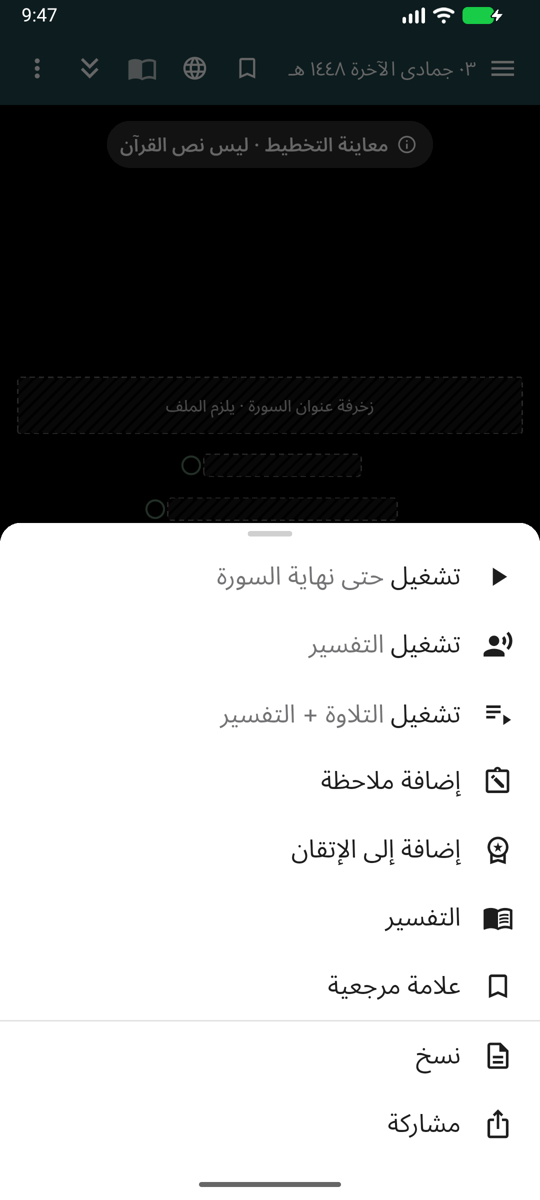 9:47
٠٣ جمادى الآخرة ١٤٤٨ هـ
معاينة التخطيط · ليس نص القرآن
زخرفة عنوان السورة · يلزم الملف
تشغيل حتى نهاية السورة
تشغيل التفسير
تشغيل التلاوة + التفسير
إضافة ملاحظة
إضافة إلى الإتقان
التفسير
علامة مرجعية
نسخ
مشاركة